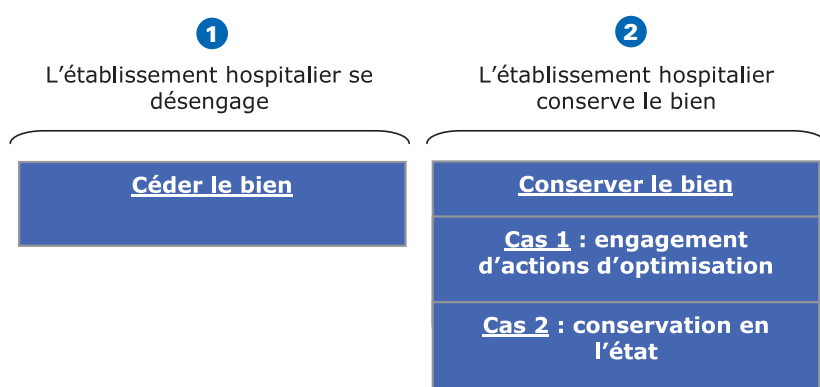 1
L'établissement hospitalier se
désengage
Céder le bien
2
L'établissement hospitalier
conserve le bien
Conserver le bien
Cas 1 : engagement
d'actions d'optimisation
Cas 2 : conservation en
l'état